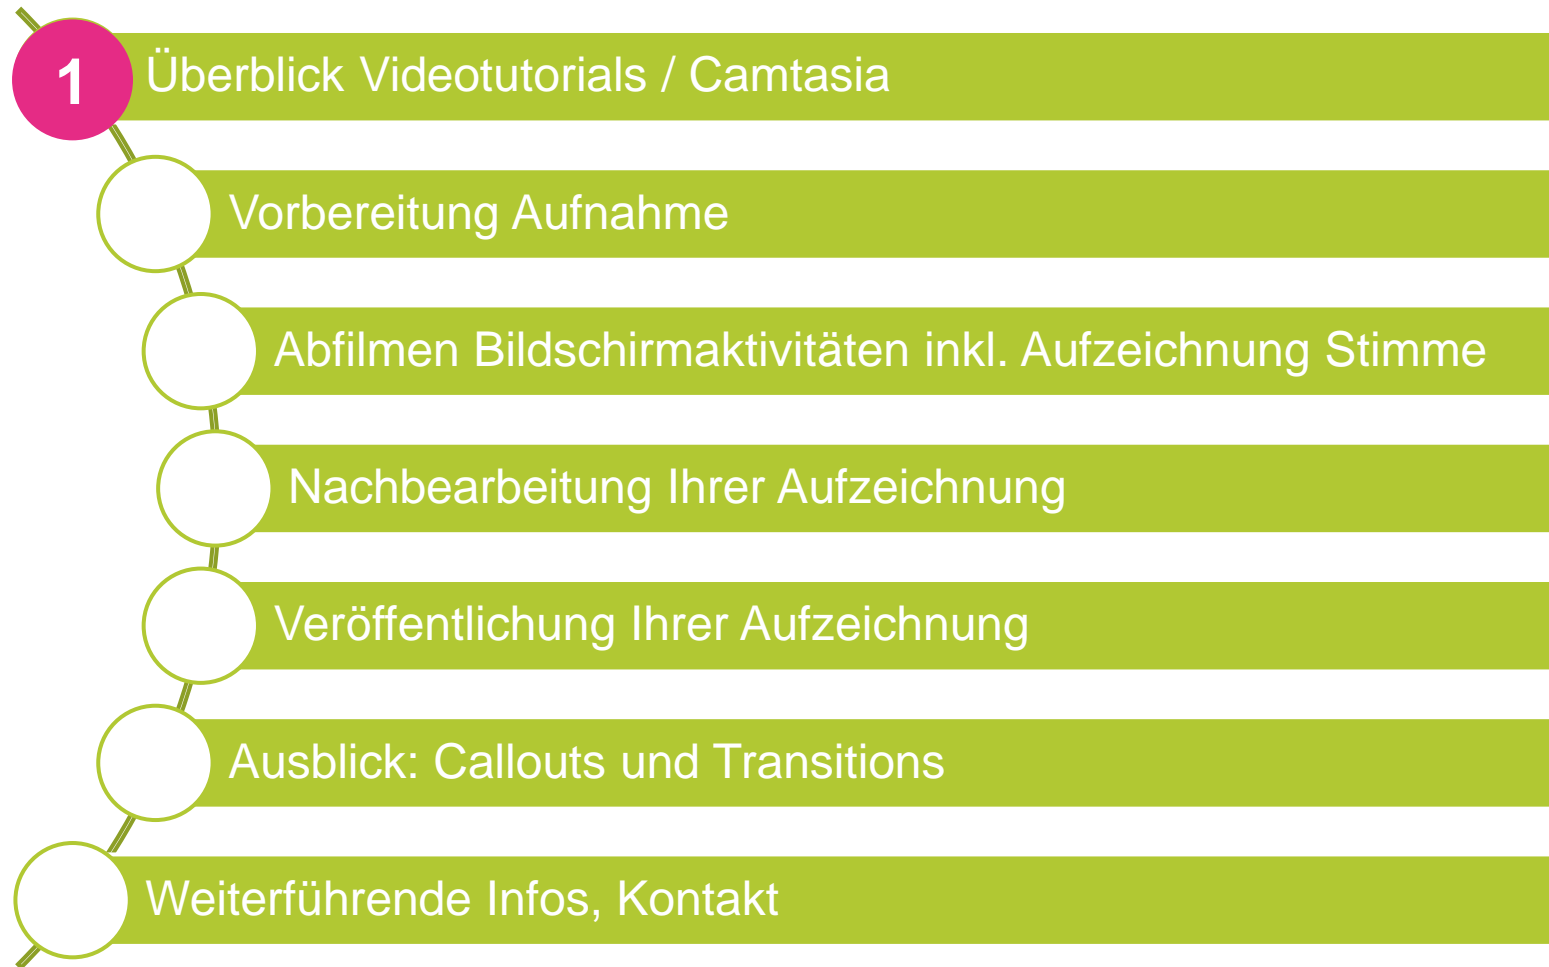 1 Überblick Videotutorials / Camtasia
Vorbereitung Aufnahme
Abfilmen Bildschirmaktivitäten inkl. Aufzeichnung Stimme
Nachbearbeitung Ihrer Aufzeichnung
Veröffentlichung Ihrer Aufzeichnung
Ausblick: Callouts und Transitions
Weiterführende Infos, Kontakt